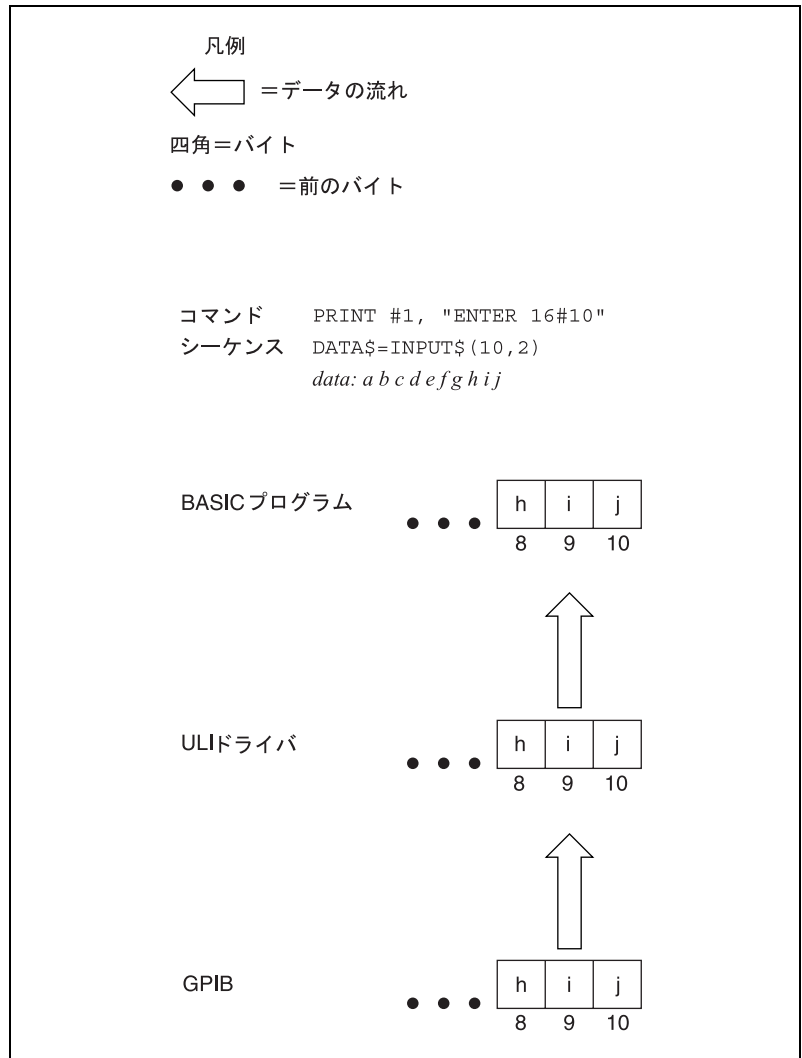 凡例
＝データの流れ
四角＝バイト
● ● ● ＝前のバイト
コマンド PRINT #1, "ENTER 16#10"
シーケンス DATA$=INPUT$(10,2)
data: a b c d e f g h i j
BASICプログラム ● ● ● h i j
8 9 10
ULIドライバ ● ● ● h i j
8 9 10
GPIB ● ● ● h i j
8 9 10